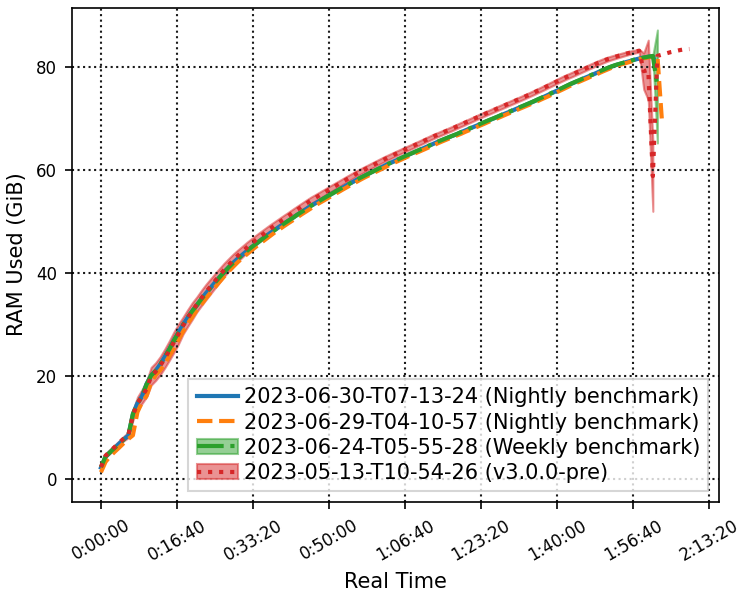 80
60
40
20
0
RAM Used (GiB)
2023-06-30-T07-13-24 (Nightly benchmark)
2023-06-29-T04-10-57 (Nightly benchmark)
2023-06-24-T05-55-28 (Weekly benchmark)
2023-05-13-T10-54-26 (v3.0.0-pre)
0:00:00 0:16:40 0:33:20 0:50:00 1:06:40 1:23:20 1:40:00 1:56:40 2:13:20
Real Time